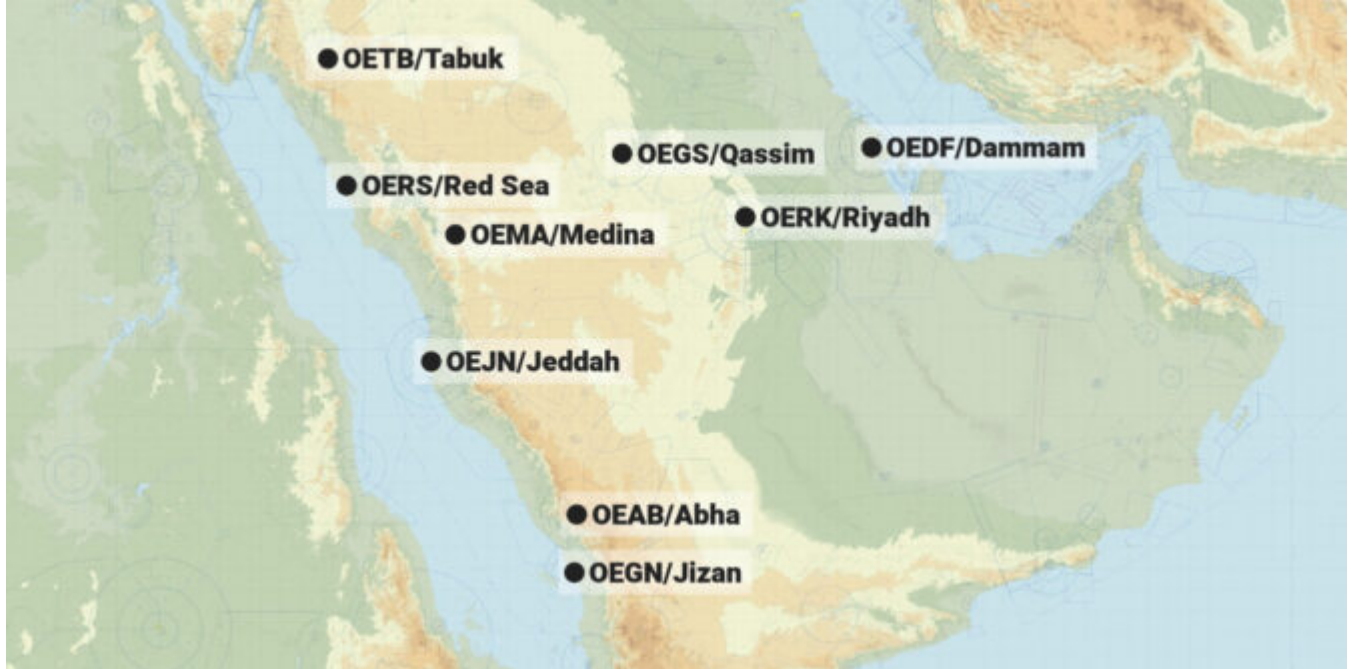 OETB/Tabuk
OEGS/Qassim
OEDF/Dammam
OERS/Red Sea
OERK/Riyadh
OEMA/Medina
OEJN/Jeddah
OEAB/Abha
OEGN/Jizan